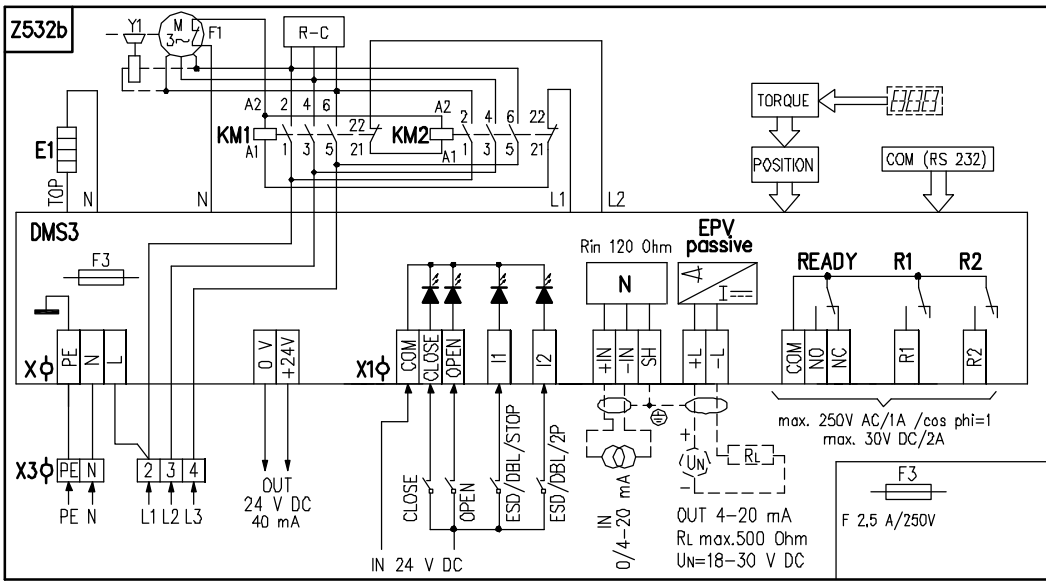 Z532b
Y1
M
3~
F1
R-C
A2 2 4 6
22
A2
2 4 6 22
KM1
KM2
A1 1 3 5 21
A1 1 3 5 21
E1
TOP
N
N
L1
L2
TORQUE
POSITION
COM (RS 232)
DMS3
F3
Rin 120 Ohm
N
EPV
passive
READY R1 R2
X
PE
N
L
0 V
+24V
X1
COM
CLOSE
OPEN
I1
I2
+IN
-IN
SH
+L
-L
COM
NO
NC
R1
R2
max. 250V AC/1A /cos phi=1
max. 30V DC/2A
X3
PE N
2 3 4
PE N
L1 L2 L3
OUT
24 V DC
40 mA
CLOSE
OPEN
ESD/DBL/STOP
ESD/DBL/2P
IN 24 V DC
IN
0/4-20 mA
+
UN
-
RL
OUT 4-20 mA
RL max.500 Ohm
UN=18-30 V DC
F3
F 2,5 A/250V